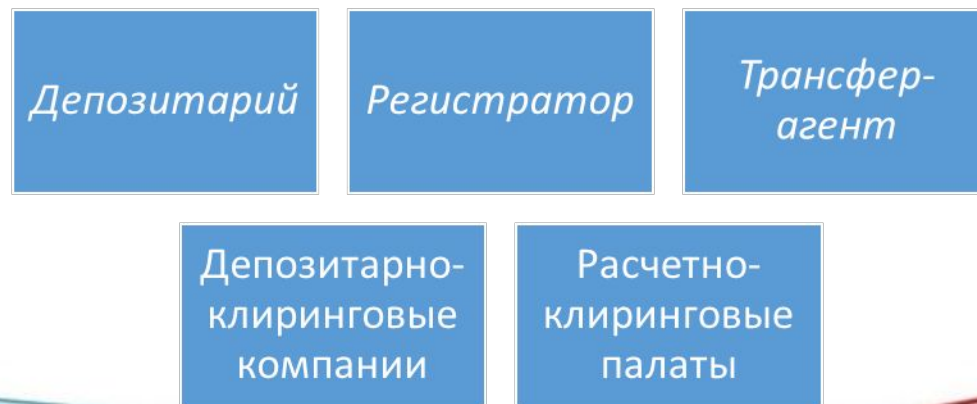 Депозитарий
Регистратор
Трансфер-
агент
Депозитарно-
клиринговые
компании
Расчетно-
клиринговые
палаты